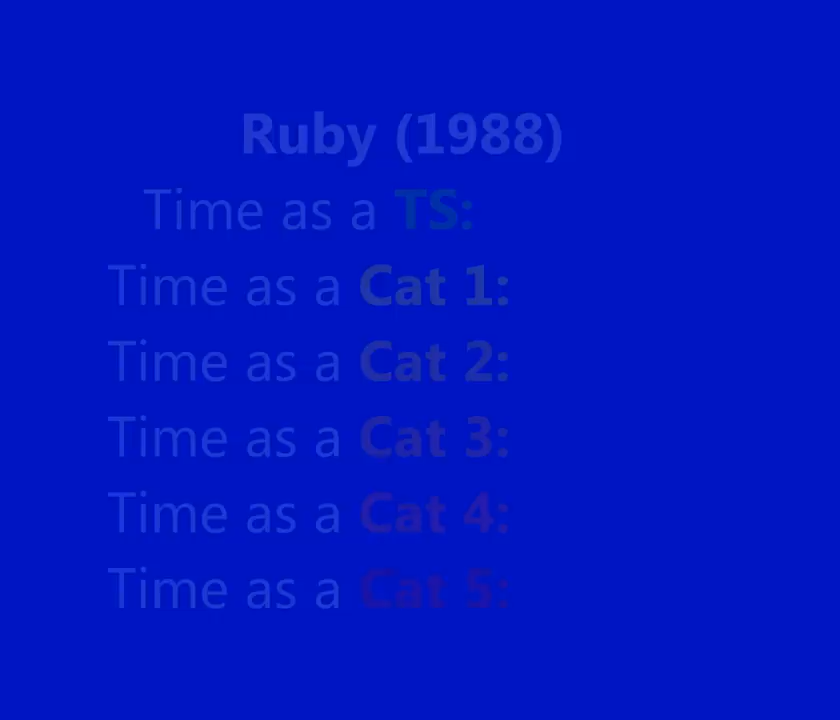 Ruby (1988)
Time as a TS:
Time as a Cat 1:
Time as a Cat 2:
Time as a Cat 3:
Time as a Cat 4:
Time as a Cat 5: